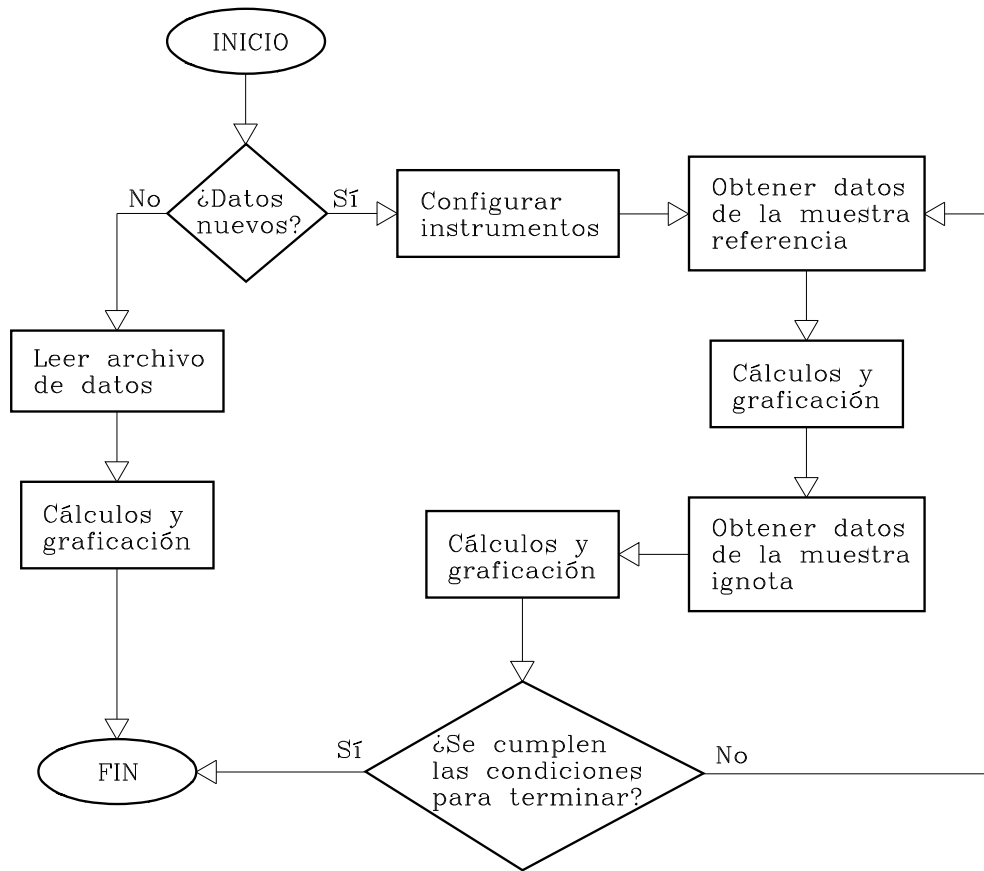 INICIO
¿Datos
nuevos?
No
Sí
Configurar
instrumentos
Obtener datos
de la muestra
referencia
Leer archivo
de datos
Cálculos y
graficación
Cálculos y
graficación
Obtener datos
de la muestra
ignota
Cálculos y
graficación
¿Se cumplen
las condiciones
para terminar?
Sí
No
FIN